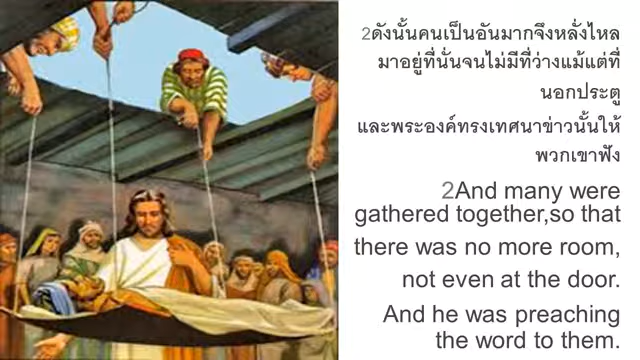 2ดังนั้นคนเป็นอันมากจึงหลั่งไหล
มาอยู่ที่นั่นจนไม่มีที่ว่างแม้แต่ที่
นอกประตู
และพระองค์ทรงเทศนาข่าวนั้นให้
พวกเขาฟัง
2And many were
gathered together,so that
there was no more room,
not even at the door.
And he was preaching
the word to them.